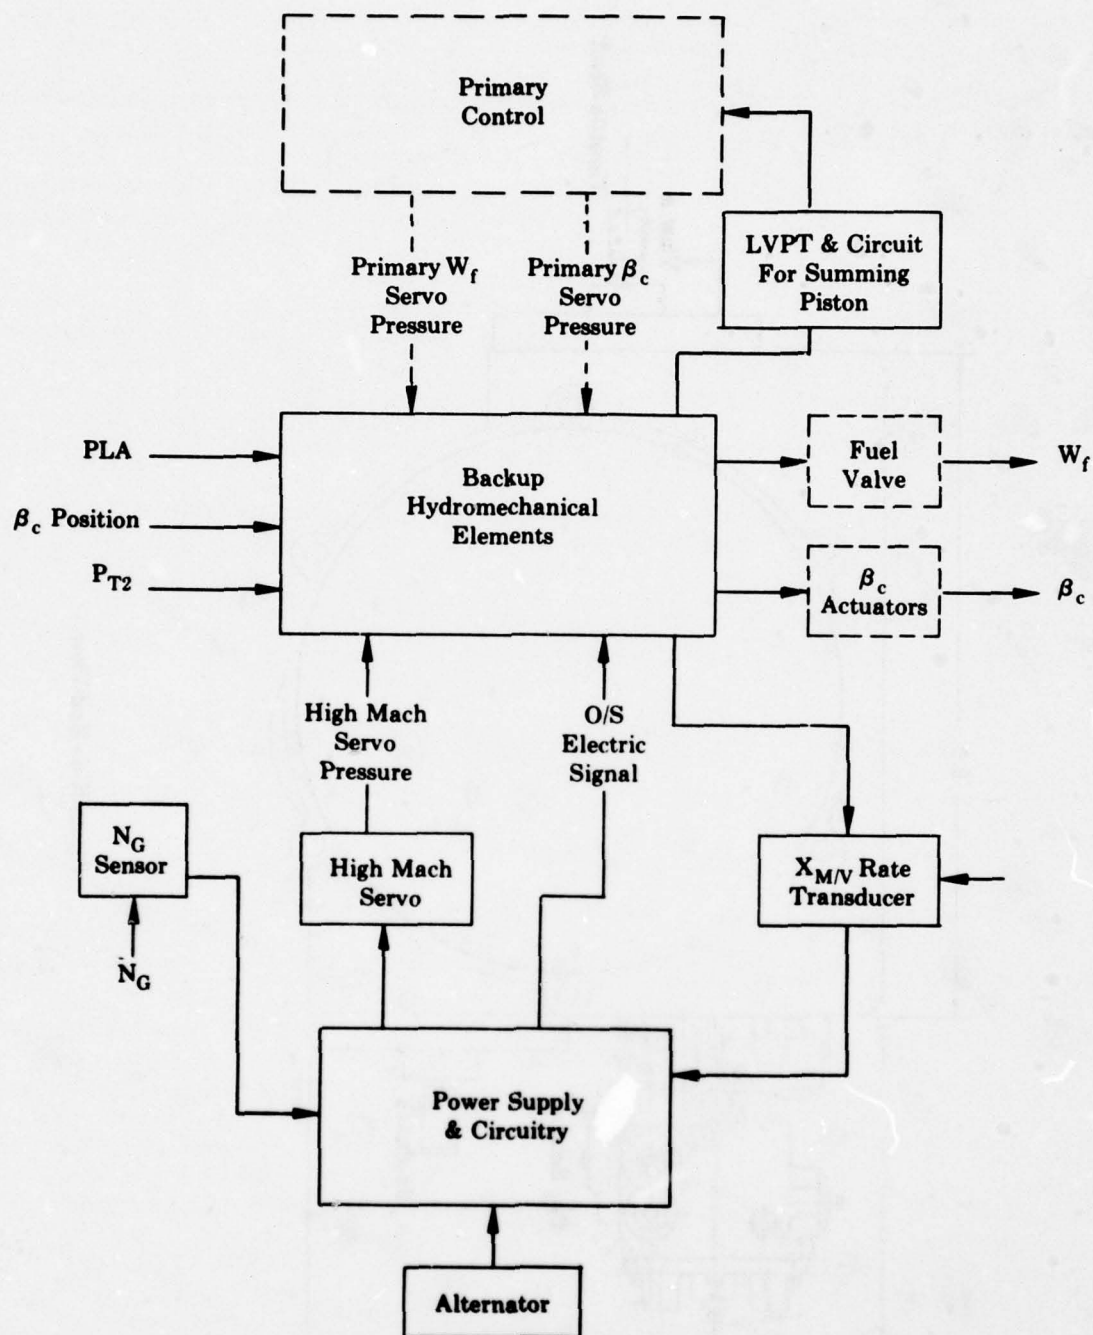 Primary
Control
LVPT & Circuit
For Summing
Piston
Primary W_f
Servo
Pressure
Primary β_c
Servo
Pressure
PLA
β_c Position
P_T2
Backup
Hydromechanical
Elements
Fuel
Valve
W_f
β_c
Actuators
β_c
High Mach
Servo
Pressure
O/S
Electric
Signal
N_G
Sensor
N_G
High Mach
Servo
X_M/V Rate
Transducer
Power Supply
& Circuitry
Alternator